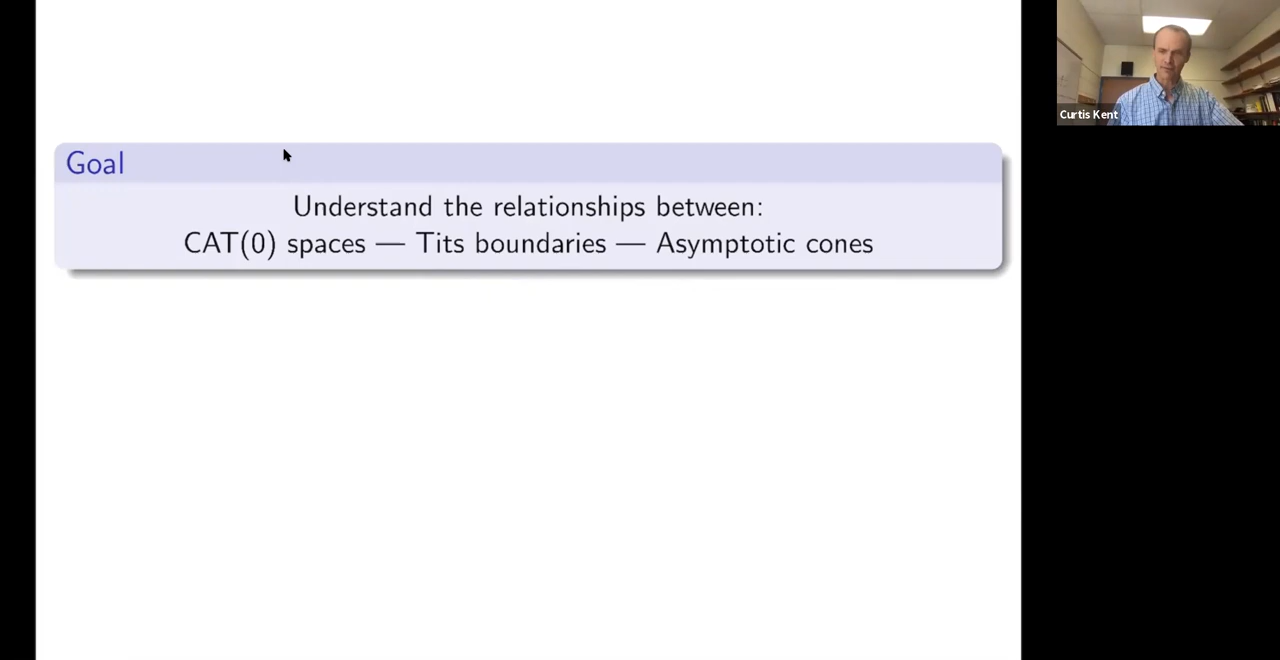 Goal
Understand the relationships between:
CAT(0) spaces — Tits boundaries — Asymptotic cones
Curtis Kent